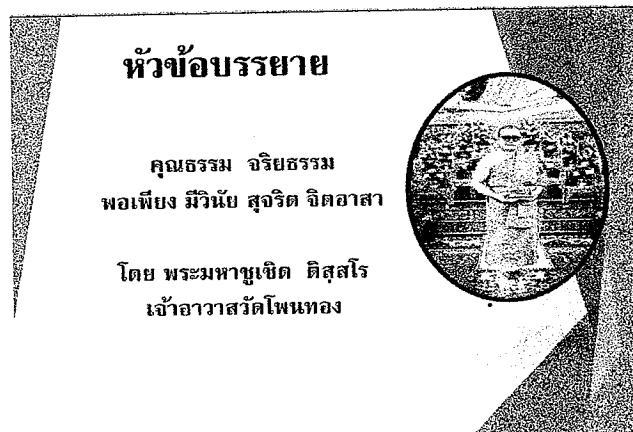 หัวข้อบรรยาย
คุณธรรม จริยธรรม
พอเพียง มีวินัย สุจริต จิตอาสา
โดย พระมหาชูเชิด ติสฺสโร
เจ้าอาวาสวัดโพนทอง